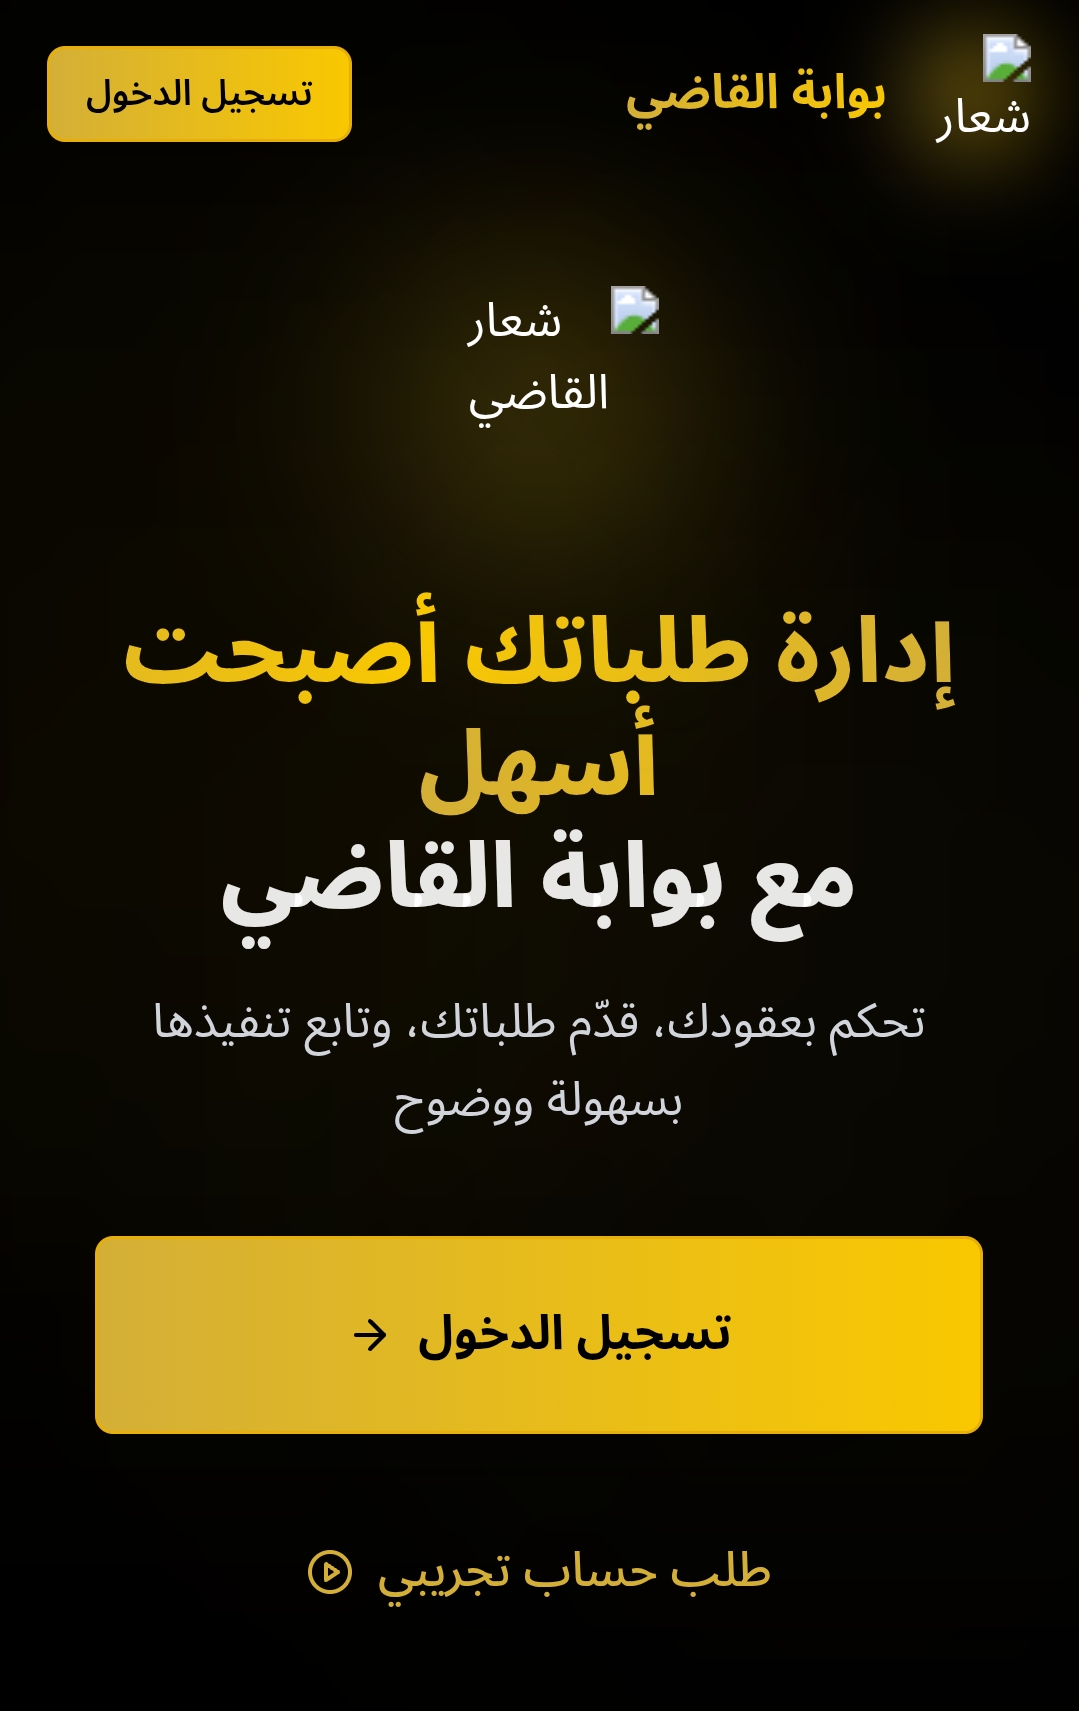 شعار
بوابة القاضي
تسجيل الدخول
شعار
القاضي
إدارة طلباتك أصبحت
أسهل
مع بوابة القاضي
تحكم بعقودك، قدّم طلباتك، وتابع تنفيذها
بسهولة ووضوح
تسجيل الدخول
طلب حساب تجريبي